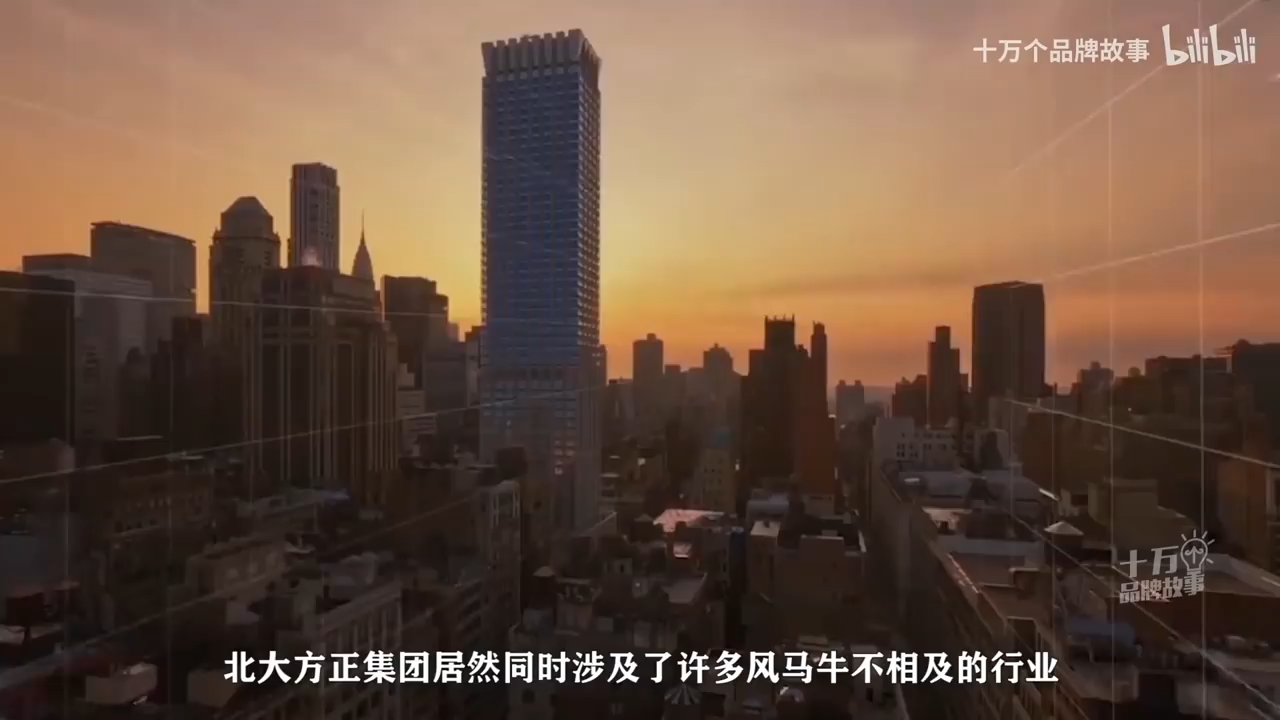 十万个品牌故事 bilibili
十万
品牌故事
北大方正集团居然同时涉及了许多风马牛不相及的行业